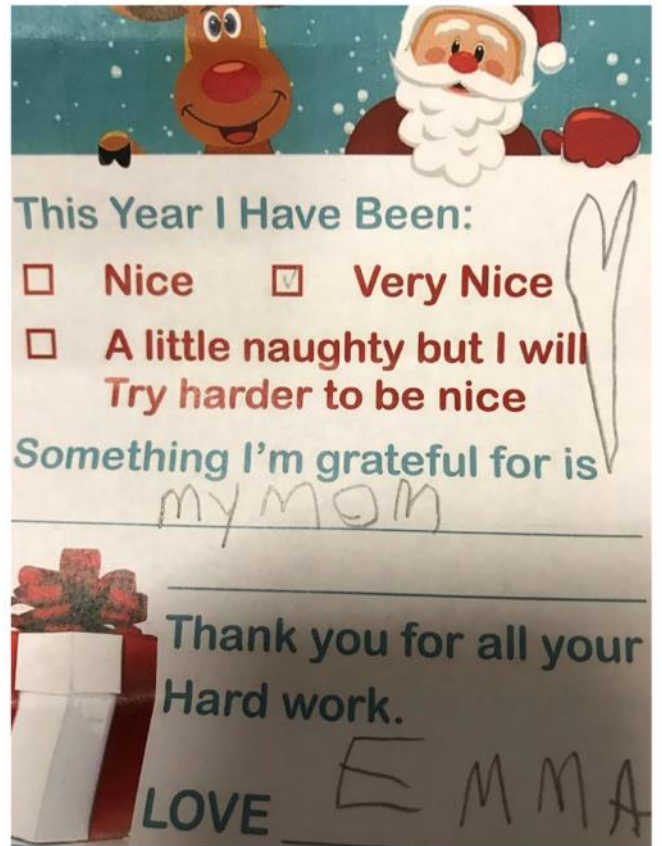 This Year I Have Been:
☐ Nice ☑ Very Nice
☐ A little naughty but I will
Try harder to be nice
Something I'm grateful for is
MY MOM
Thank you for all your
Hard work.
LOVE EMMA